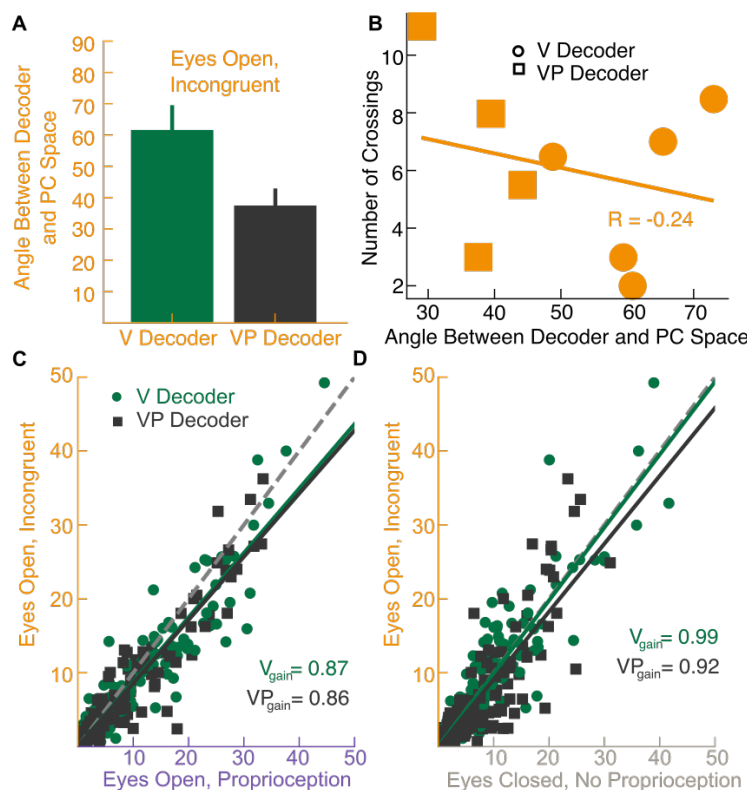 A
Angle Between Decoder
and PC Space
90
80
70
60
50
40
30
20
10
Eyes Open,
Incongruent
V Decoder
VP Decoder
B
Number of Crossings
10
8
6
4
2
V Decoder
VP Decoder
R = -0.24
30
40
50
60
70
Angle Between Decoder and PC Space
C
Eyes Open, Incongruent
50
40
30
20
10
V Decoder
VP Decoder
Vgain = 0.87
VPgain = 0.86
10
20
30
40
50
Eyes Open, Proprioception
D
Eyes Open, Incongruent
50
40
30
20
10
Vgain = 0.99
VPgain = 0.92
10
20
30
40
50
Eyes Closed, No Proprioception